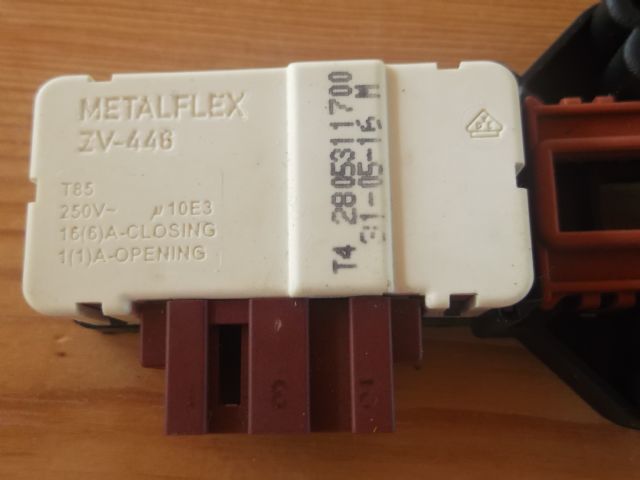 METALFLEX
ZV-446
T85
250V~ µ10E3
16(6)A-CLOSING
1(1)A-OPENING
T4 2805311700
31-05-16 M